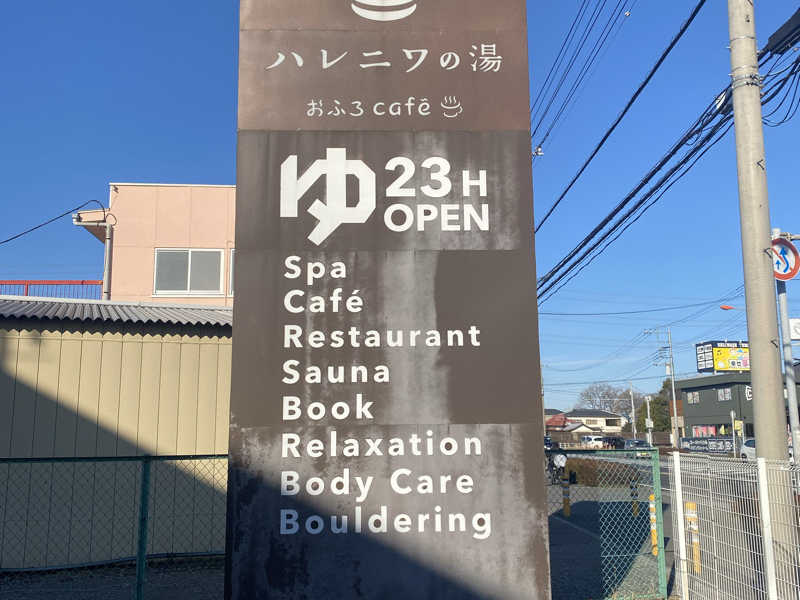 ハレニワの湯
おふろcafé
ゆ 23H
OPEN
Spa
Café
Restaurant
Sauna
Book
Relaxation
Body Care
Bouldering